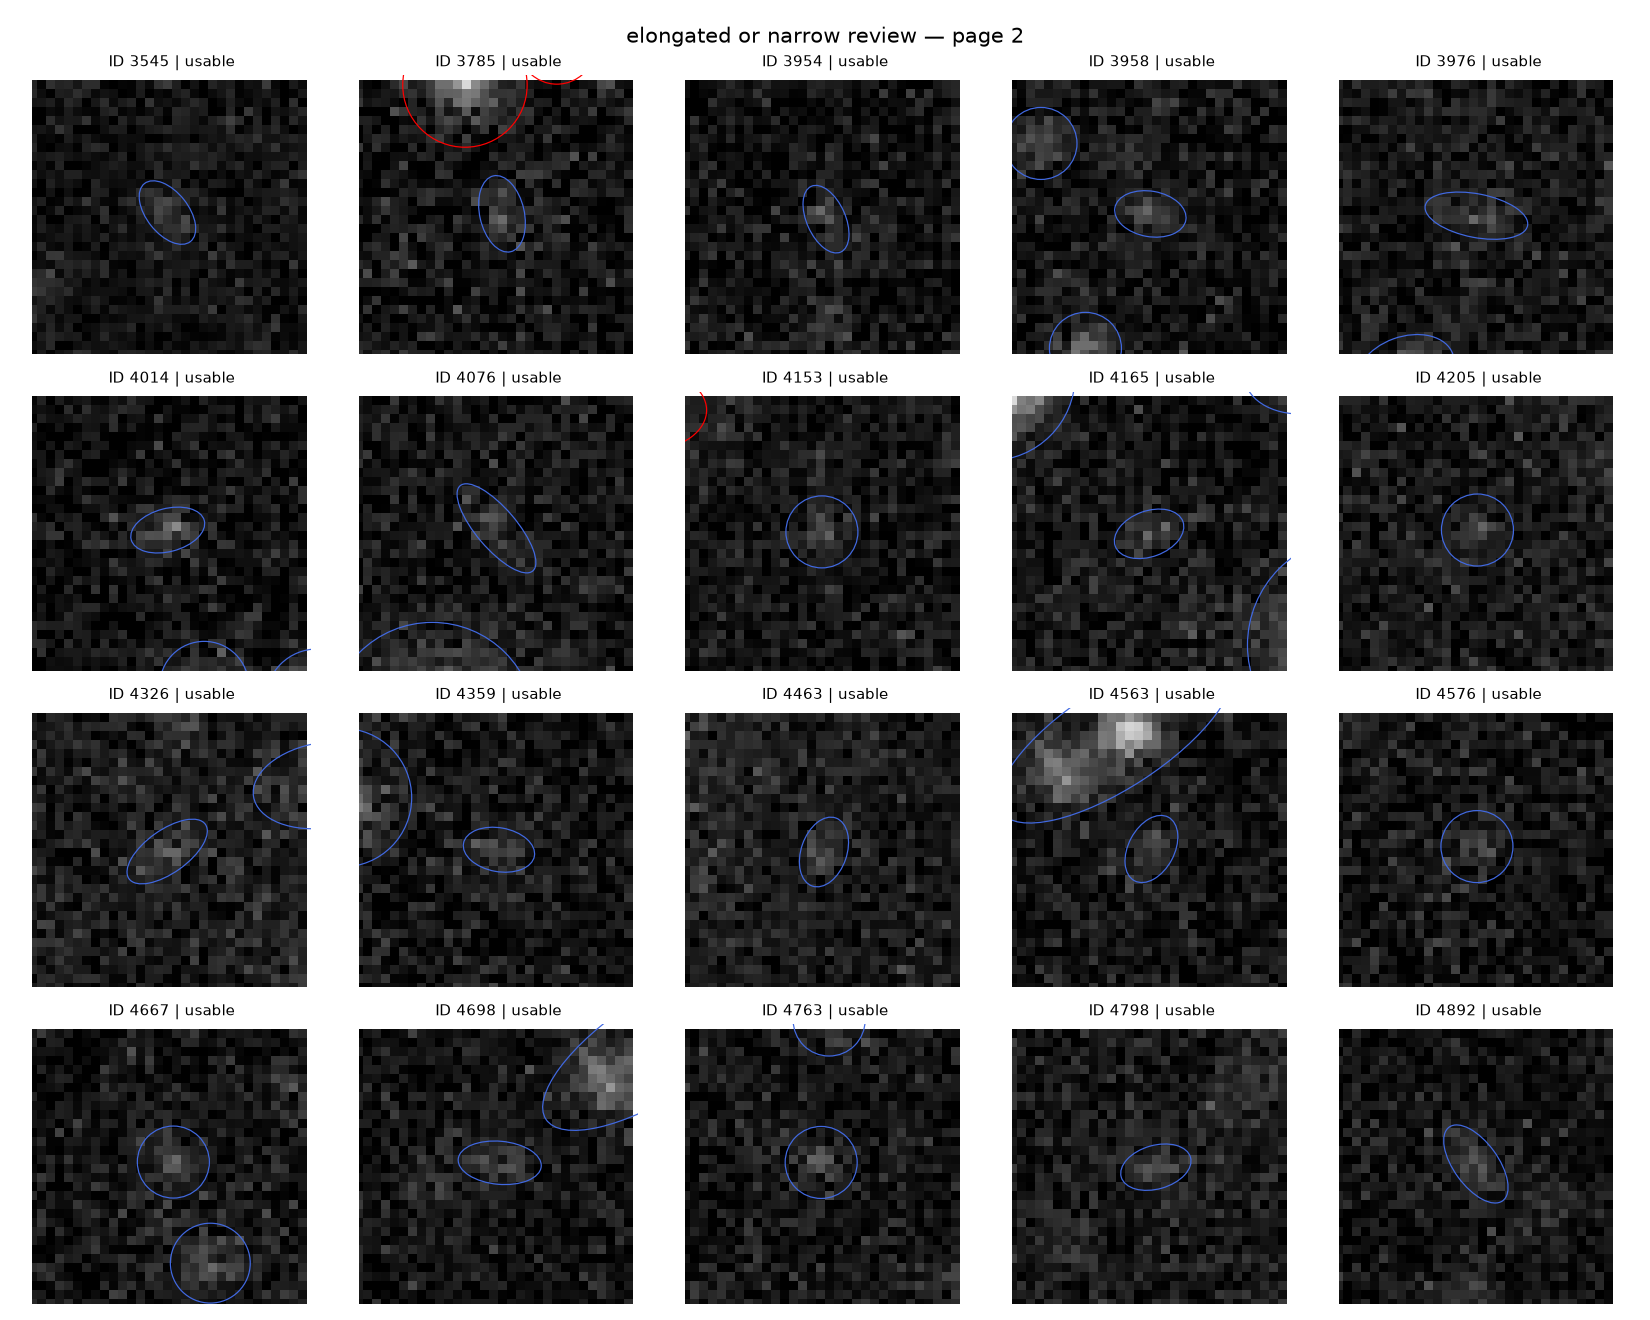 elongated or narrow review — page 2
ID 3545 | usable
ID 3785 | usable
ID 3954 | usable
ID 3958 | usable
ID 3976 | usable
ID 4014 | usable
ID 4076 | usable
ID 4153 | usable
ID 4165 | usable
ID 4205 | usable
ID 4326 | usable
ID 4359 | usable
ID 4463 | usable
ID 4563 | usable
ID 4576 | usable
ID 4667 | usable
ID 4698 | usable
ID 4763 | usable
ID 4798 | usable
ID 4892 | usable